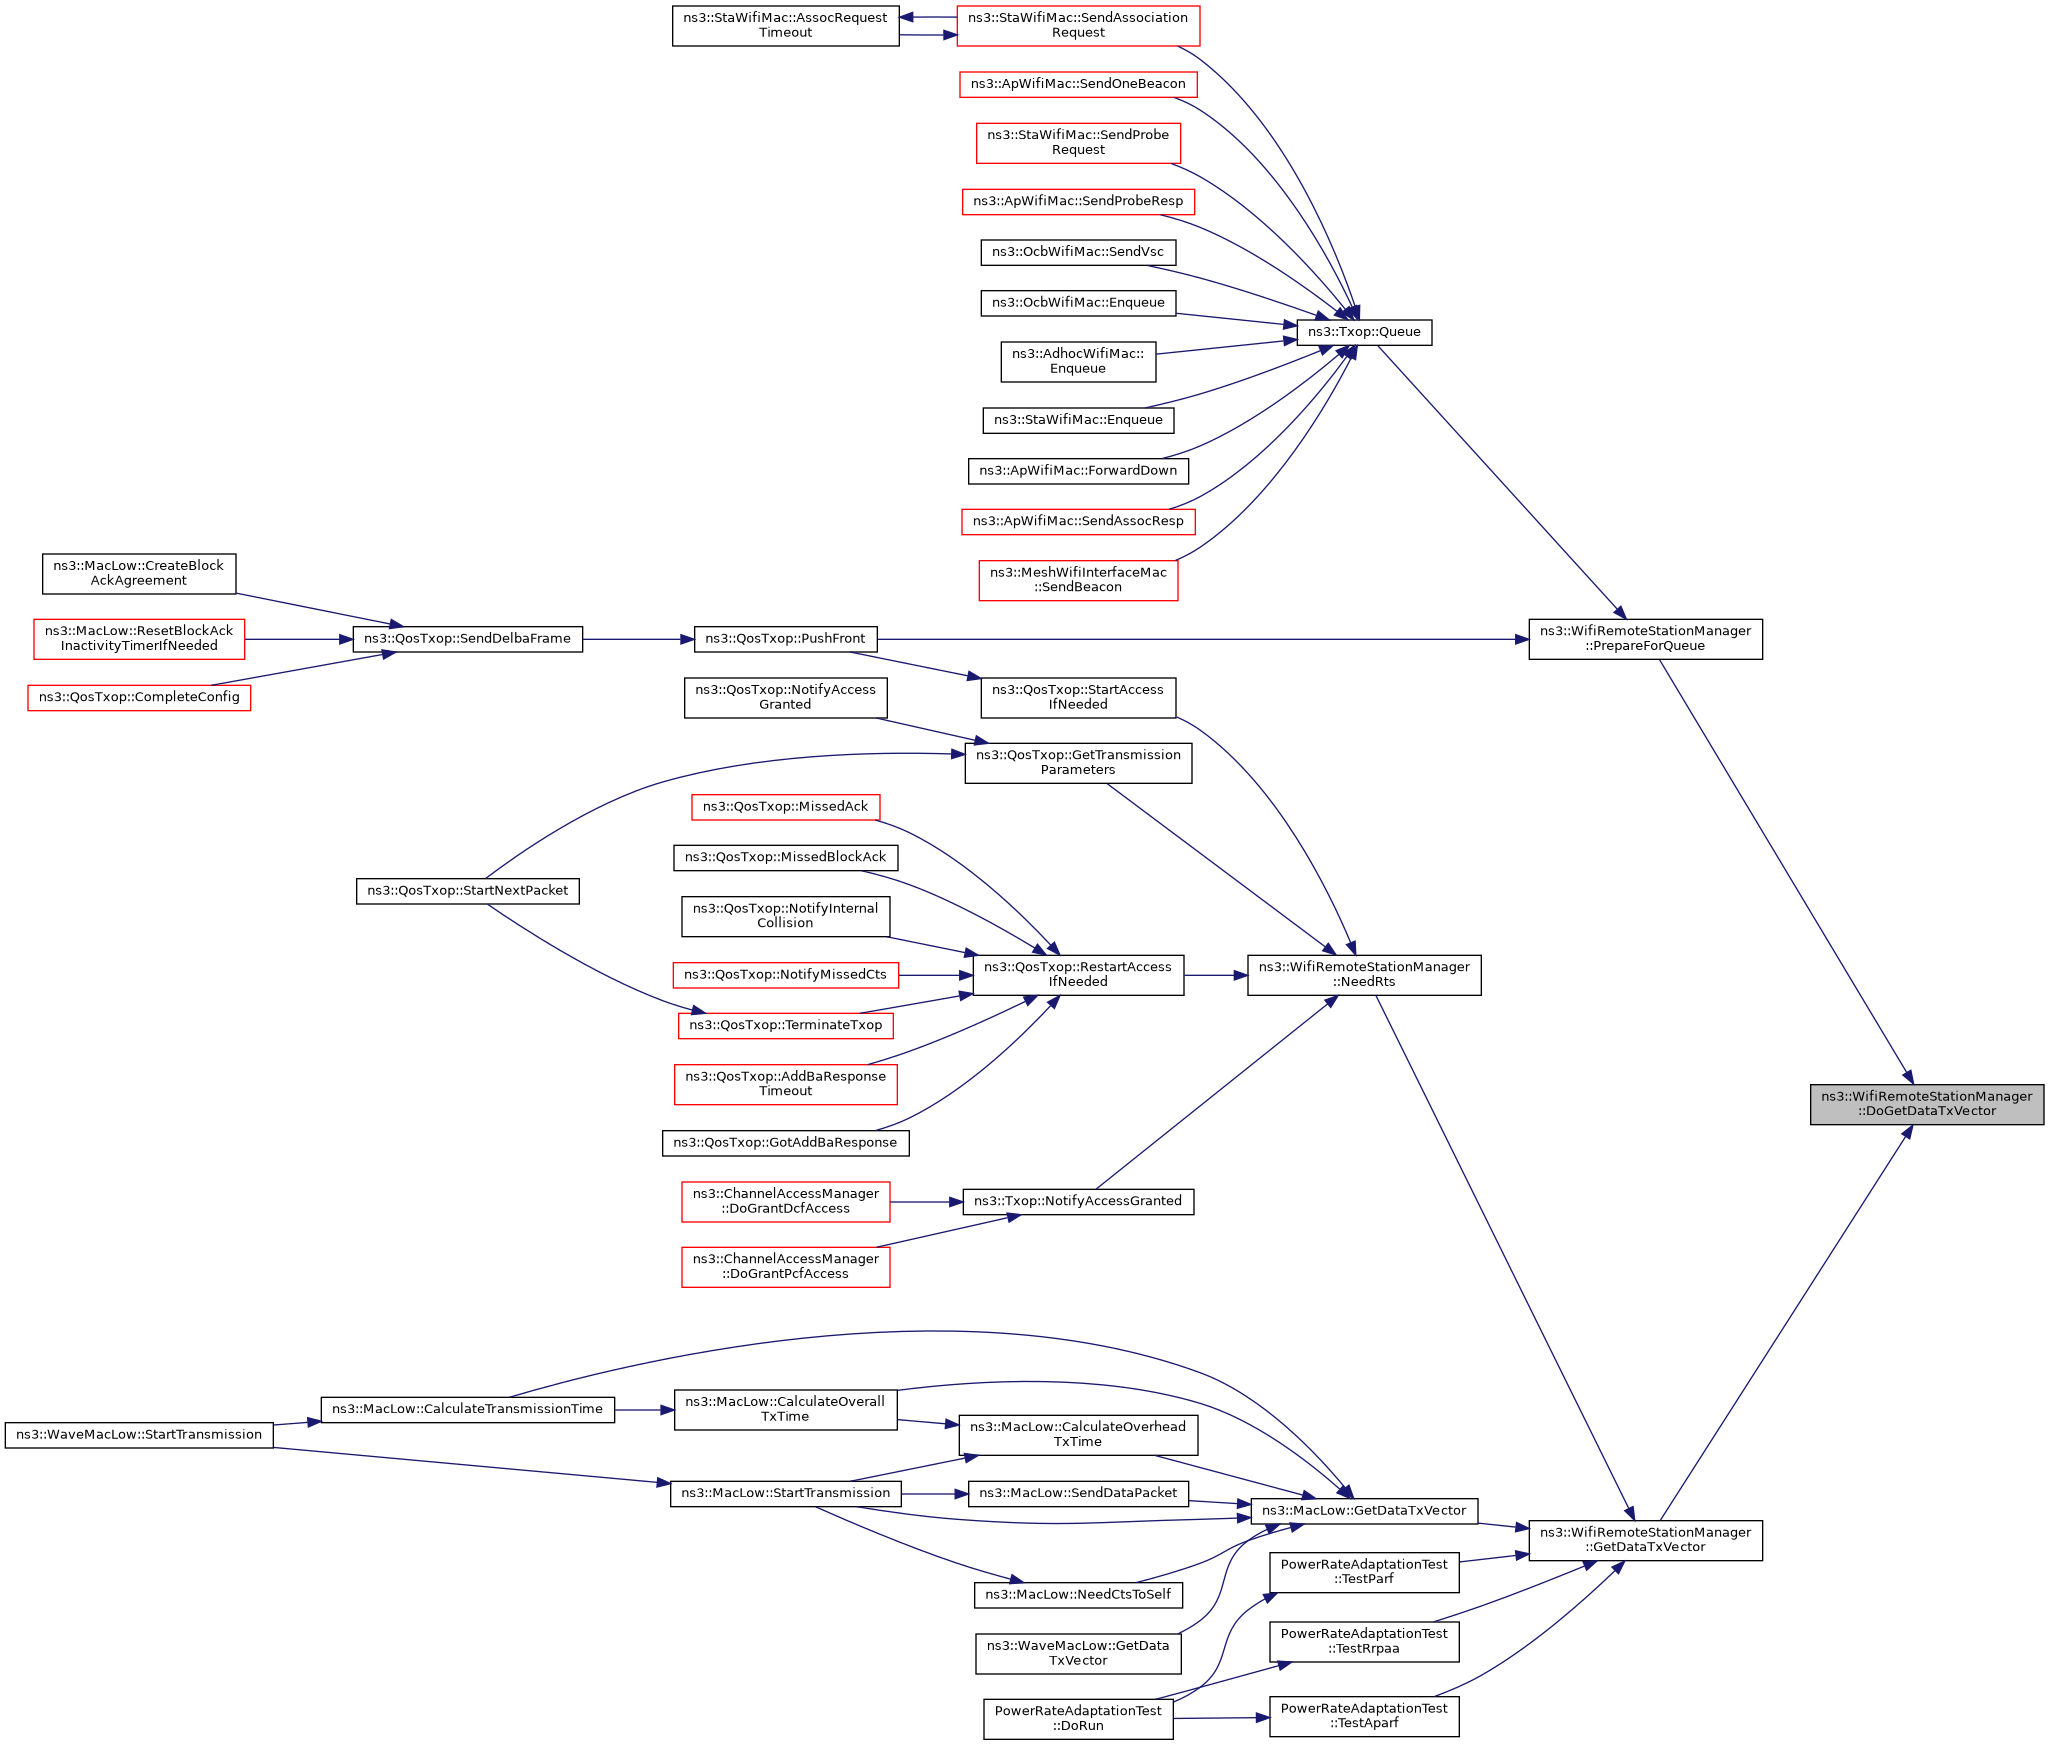 ns3::StaWifiMac::AssocRequest
Timeout
ns3::StaWifiMac::SendAssociation
Request
ns3::ApWifiMac::SendOneBeacon
ns3::StaWifiMac::SendProbe
Request
ns3::ApWifiMac::SendProbeResp
ns3::OcbWifiMac::SendVsc
ns3::OcbWifiMac::Enqueue
ns3::Txop::Queue
ns3::AdhocWifiMac::
Enqueue
ns3::StaWifiMac::Enqueue
ns3::ApWifiMac::ForwardDown
ns3::ApWifiMac::SendAssocResp
ns3::MeshWifiInterfaceMac
::SendBeacon
ns3::MacLow::CreateBlock
AckAgreement
ns3::MacLow::ResetBlockAck
InactivityTimerIfNeeded
ns3::QosTxop::CompleteConfig
ns3::QosTxop::SendDelbaFrame
ns3::QosTxop::PushFront
ns3::WifiRemoteStationManager
::PrepareForQueue
ns3::QosTxop::NotifyAccess
Granted
ns3::QosTxop::StartAccess
IfNeeded
ns3::QosTxop::GetTransmission
Parameters
ns3::QosTxop::MissedAck
ns3::QosTxop::MissedBlockAck
ns3::QosTxop::StartNextPacket
ns3::QosTxop::NotifyInternal
Collision
ns3::QosTxop::NotifyMissedCts
ns3::QosTxop::RestartAccess
IfNeeded
ns3::WifiRemoteStationManager
::NeedRts
ns3::QosTxop::TerminateTxop
ns3::QosTxop::AddBaResponse
Timeout
ns3::QosTxop::GotAddBaResponse
ns3::WifiRemoteStationManager
::DoGetDataTxVector
ns3::ChannelAccessManager
::DoGrantDcfAccess
ns3::Txop::NotifyAccessGranted
ns3::ChannelAccessManager
::DoGrantPcfAccess
ns3::MacLow::CalculateTransmissionTime
ns3::MacLow::CalculateOverall
TxTime
ns3::WaveMacLow::StartTransmission
ns3::MacLow::CalculateOverhead
TxTime
ns3::MacLow::StartTransmission
ns3::MacLow::SendDataPacket
ns3::MacLow::GetDataTxVector
ns3::WifiRemoteStationManager
::GetDataTxVector
ns3::MacLow::NeedCtsToSelf
PowerRateAdaptationTest
::TestParf
ns3::WaveMacLow::GetData
TxVector
PowerRateAdaptationTest
::TestRrpaa
PowerRateAdaptationTest
::DoRun
PowerRateAdaptationTest
::TestAparf